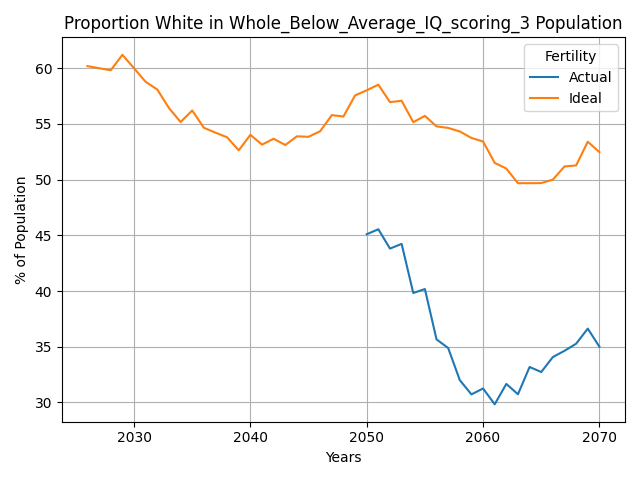 Proportion White in Whole_Below_Average_IQ_scoring_3 Population
Fertility
Actual
Ideal
% of Population
60
55
50
45
40
35
30
2030
2040
2050
2060
2070
Years